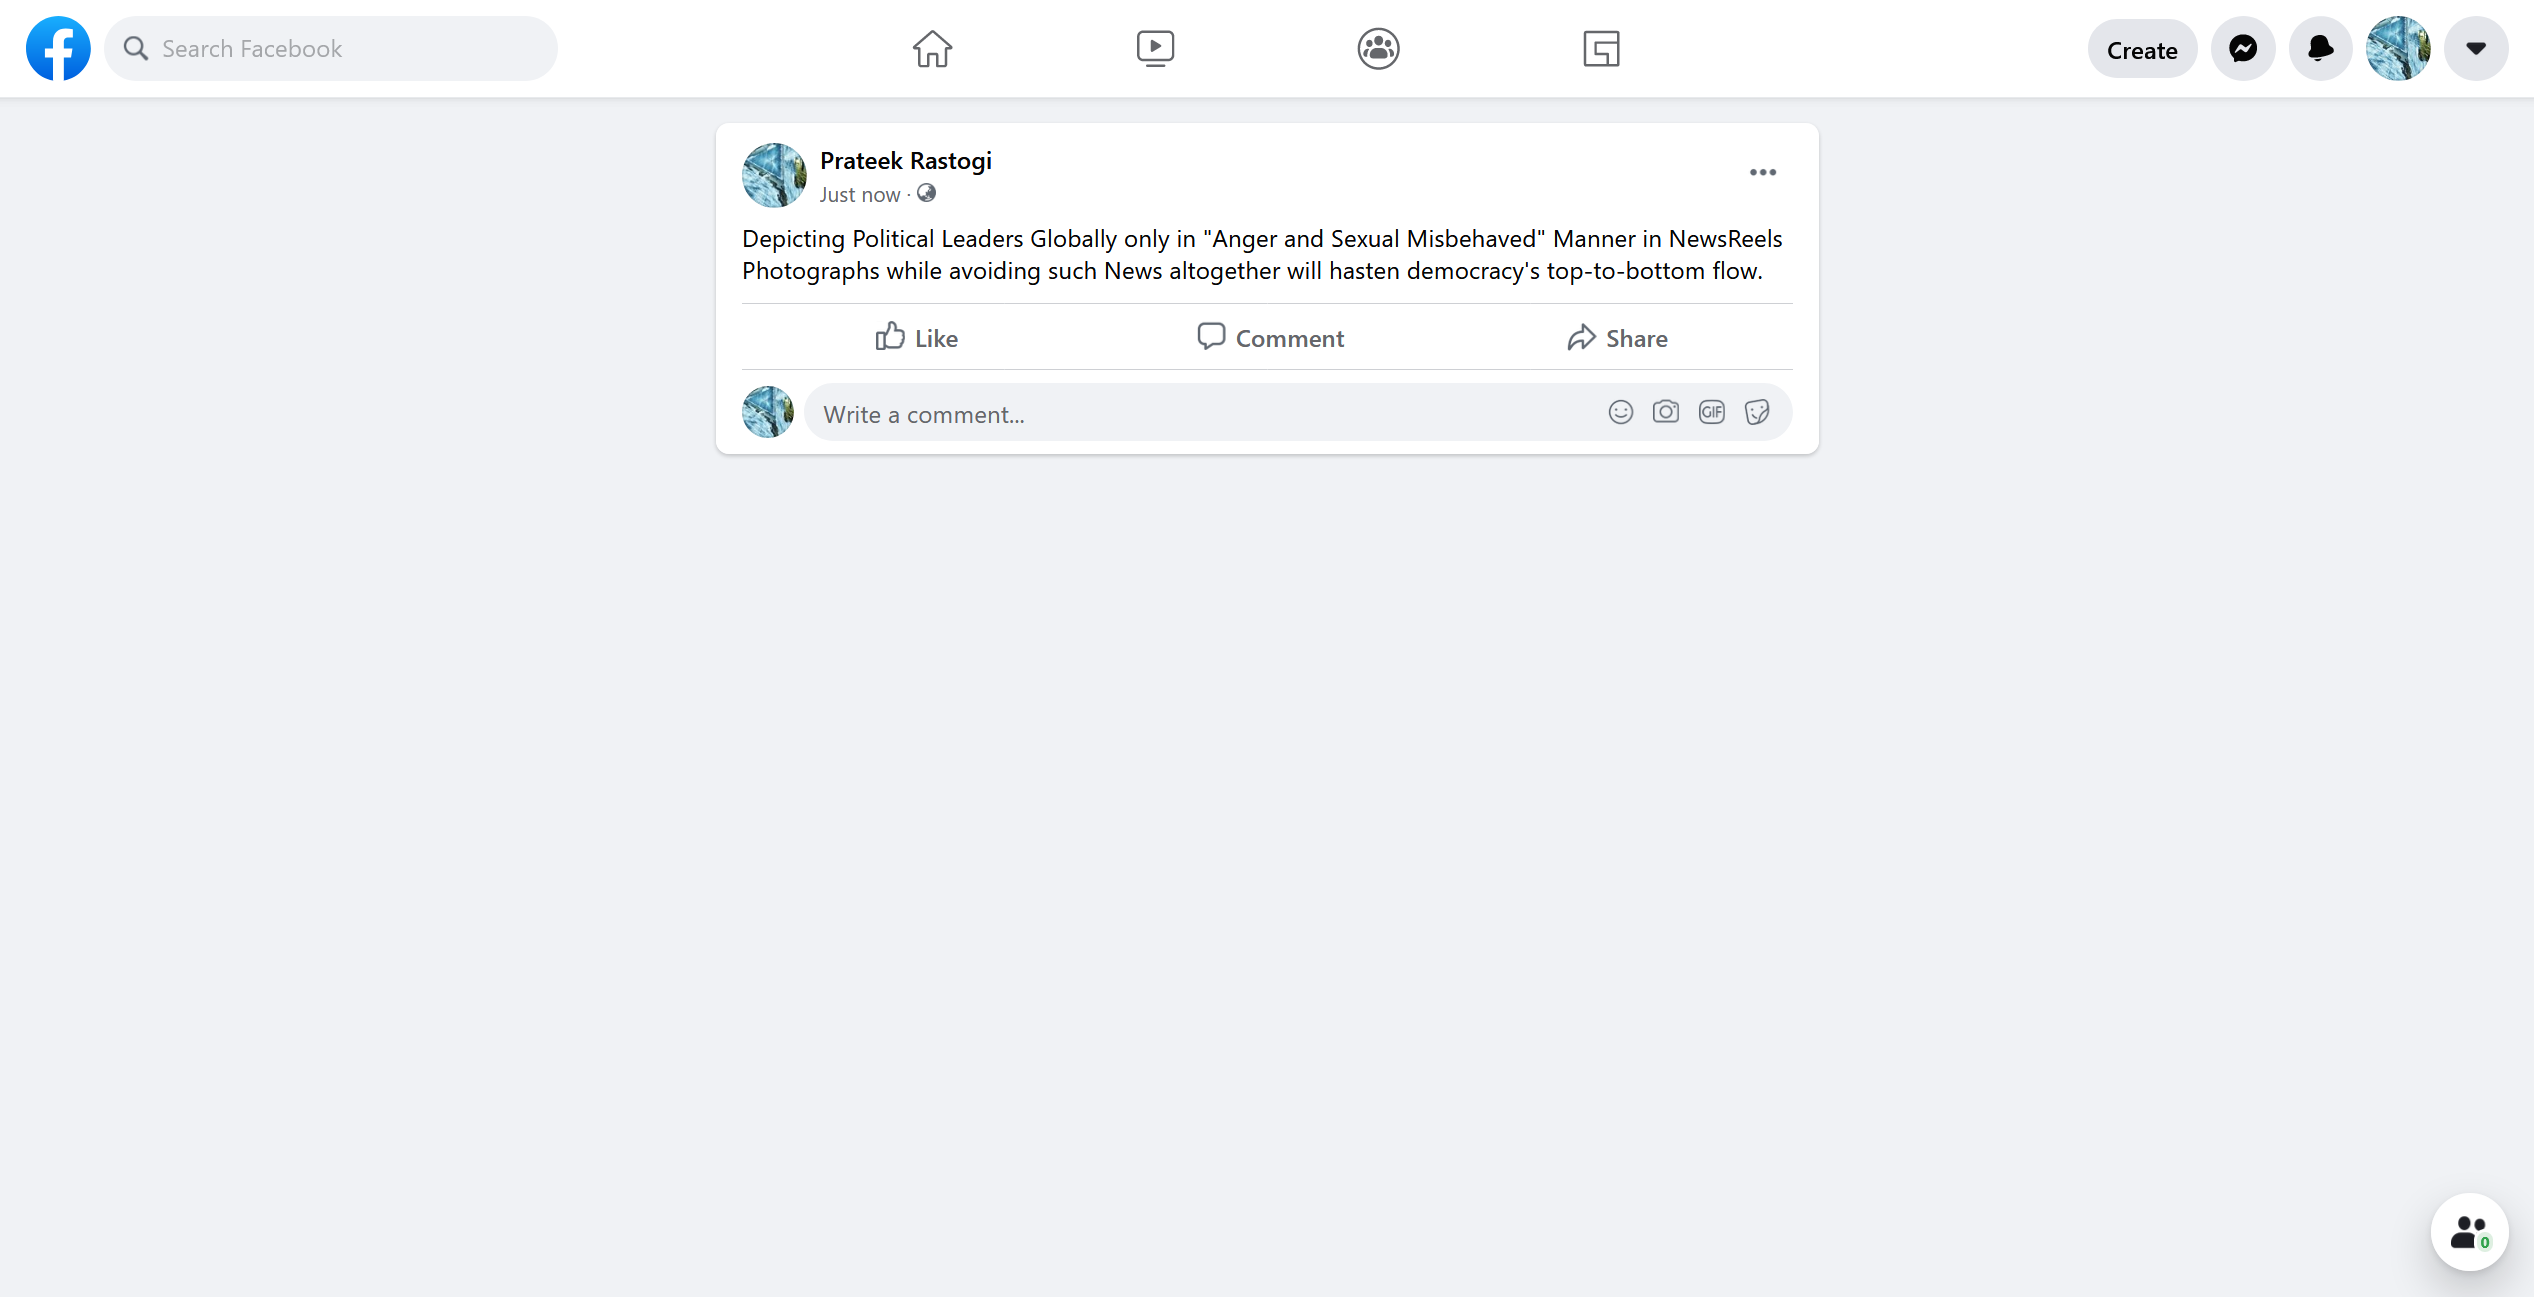 Search Facebook
Create
Prateek Rastogi
Just now ·
Depicting Political Leaders Globally only in "Anger and Sexual Misbehaved" Manner in NewsReels
Photographs while avoiding such News altogether will hasten democracy's top-to-bottom flow.
Like
Comment
Share
Write a comment...
GIF
0